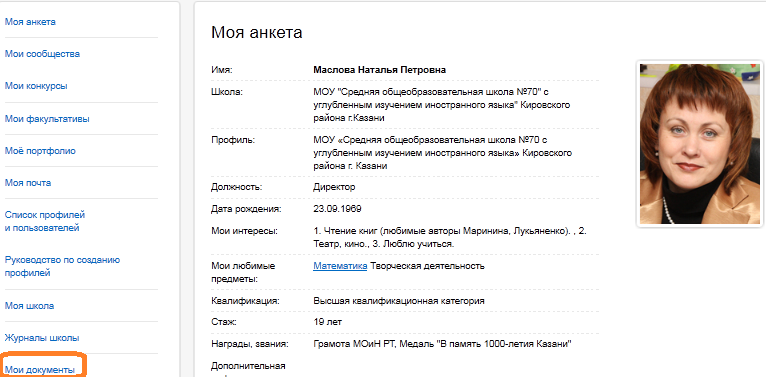 Моя анкета
Мои сообщества
Мои конкурсы
Мои факультативы
Моё портфолио
Моя почта
Список профилей
и пользователей
Руководство по созданию
профилей
Моя школа
Журналы школы
Мои документы
Моя анкета
Имя: Маслова Наталья Петровна
Школа: МОУ "Средняя общеобразовательная школа №70" с
углубленным изучением иностранного языка" Кировского
района г.Казани
Профиль: МОУ «Средняя общеобразовательная школа №70 с
углубленным изучением иностранного языка» Кировского
района г. Казани
Должность: Директор
Дата рождения: 23.09.1969
Мои интересы: 1. Чтение книг (любимые авторы Маринина, Лукьяненко). , 2.
Театр, кино., 3. Люблю учиться.
Мои любимые Математика Творческая деятельность
предметы:
Квалификация: Высшая квалификационная категория
Стаж: 19 лет
Награды, звания: Грамота МОиН РТ, Медаль "В память 1000-летия Казани"
Дополнительная